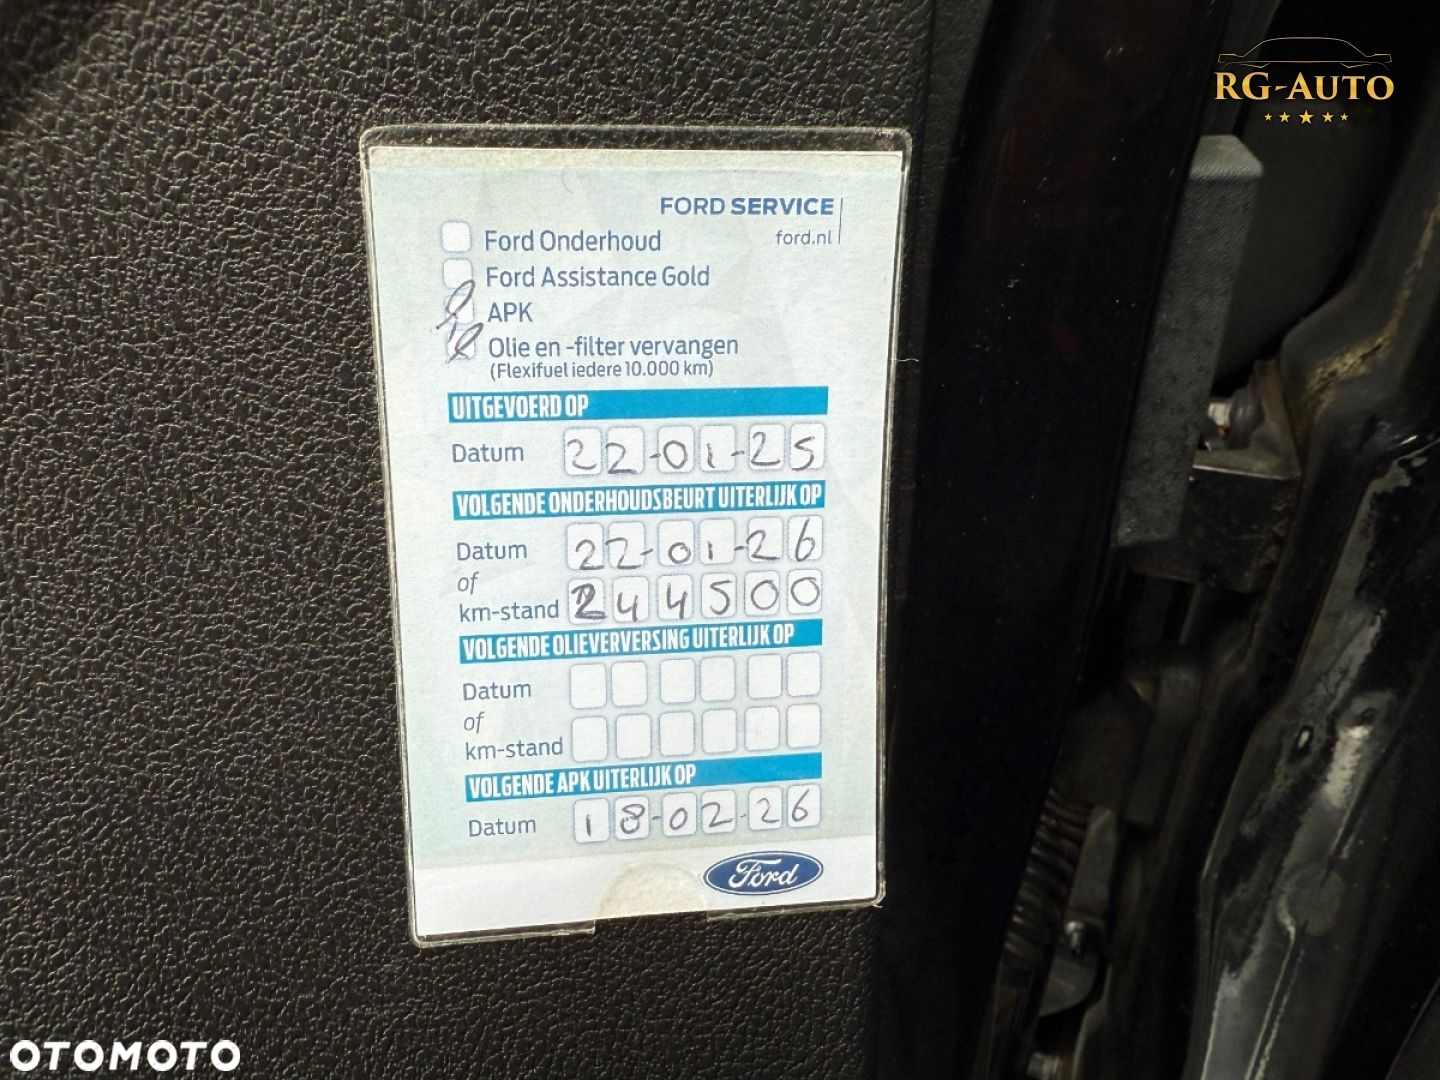 RG-AUTO
FORD SERVICE
ford.nl
Ford Onderhoud
Ford Assistance Gold
APK
Olie en -filter vervangen
(Flexifuel iedere 10.000 km)
UITGEVOERD OP
Datum 22-01-25
VOLGENDE ONDERHOUDSBEURT UITERLIJK OP
Datum 22-01-26
of
km-stand 244500
VOLGENDE OLIEVERVERSING UITERLIJK OP
Datum
of
km-stand
VOLGENDE APK UITERLIJK OP
Datum 18-02-26
Ford
OTOMOTO